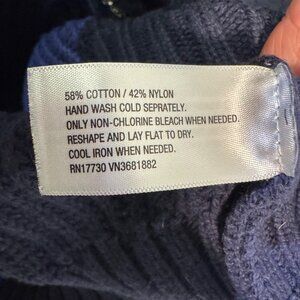 58% COTTON / 42% NYLON
HAND WASH COLD SEPRATELY.
ONLY NON-CHLORINE BLEACH WHEN NEEDED.
RESHAPE AND LAY FLAT TO DRY.
COOL IRON WHEN NEEDED.
RN17730 VN3681882